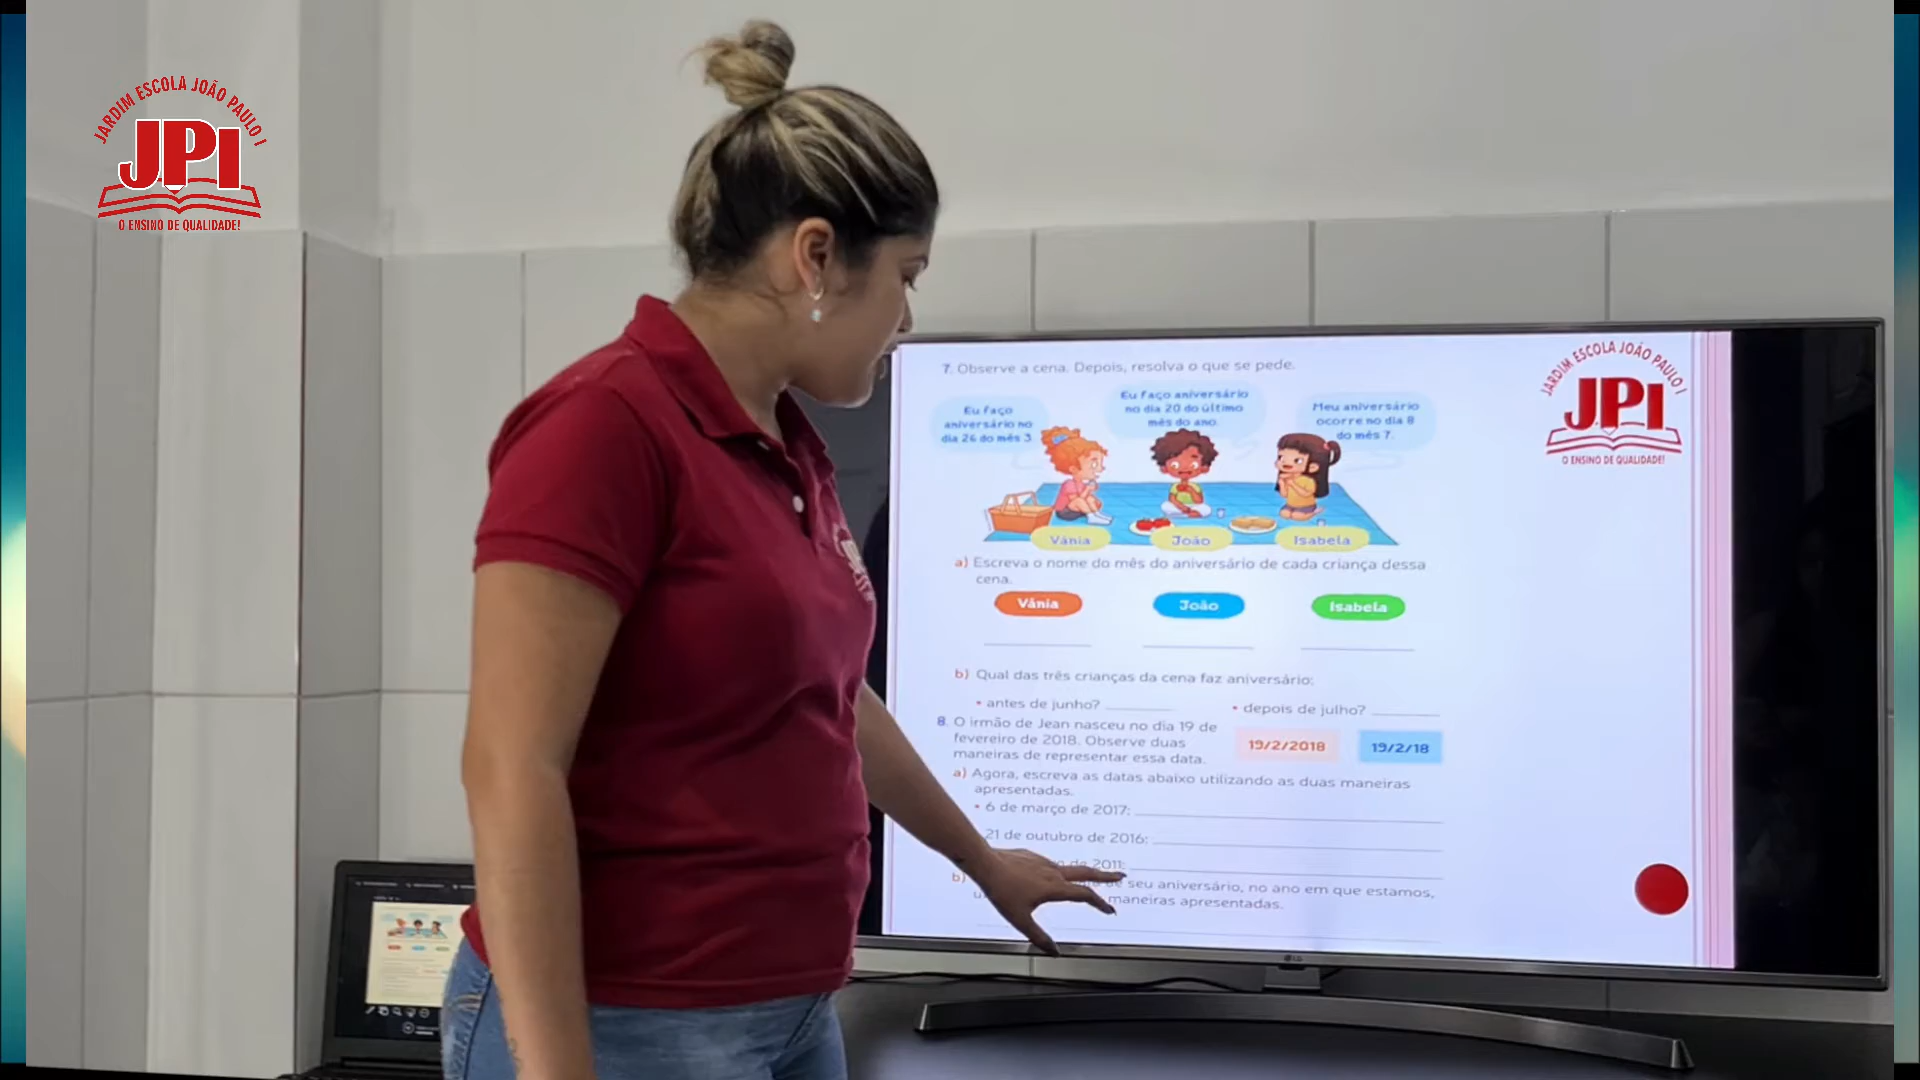 JARDIM ESCOLA JOÃO PAULO I
JPI
O ENSINO DE QUALIDADE!
7. Observe a cena. Depois, resolva o que se pede.
Eu faço
aniversário no
dia 26 do mês 3.
Eu faço aniversário
no dia 20 do último
mês do ano.
Meu aniversário
ocorre no dia 8
do mês 7.
Vânia
João
Isabela
a) Escreva o nome do mês do aniversário de cada criança dessa
cena.
Vânia
João
Isabela
b) Qual das três crianças da cena faz aniversário:
• antes de junho?
• depois de julho?
8. O irmão de Jean nasceu no dia 19 de
fevereiro de 2018. Observe duas
maneiras de representar essa data.
19/2/2018
19/2/18
a) Agora, escreva as datas abaixo utilizando as duas maneiras
apresentadas.
• 6 de março de 2017:
21 de outubro de 2016:
de 2011:
b)
de seu aniversário, no ano em que estamos,
maneiras apresentadas.
JARDIM ESCOLA JOÃO PAULO I
JPI
O ENSINO DE QUALIDADE!
LG